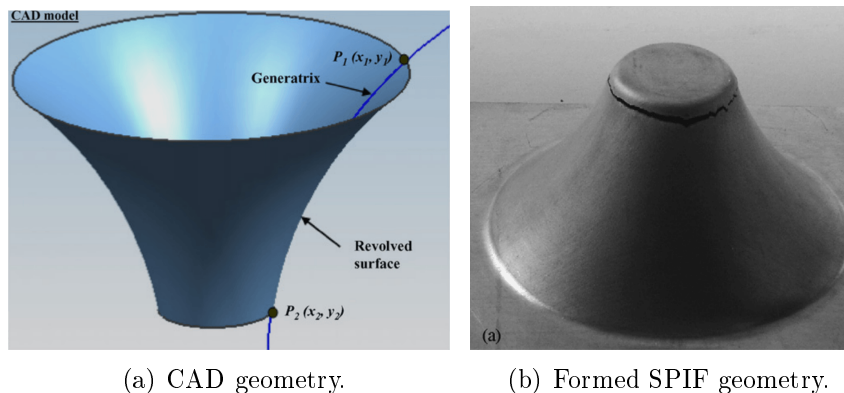 CAD model
P1 (x1, y1)
Generatrix
Revolved
surface
P2 (x2, y2)
(a)
(a) CAD geometry.
(b) Formed SPIF geometry.